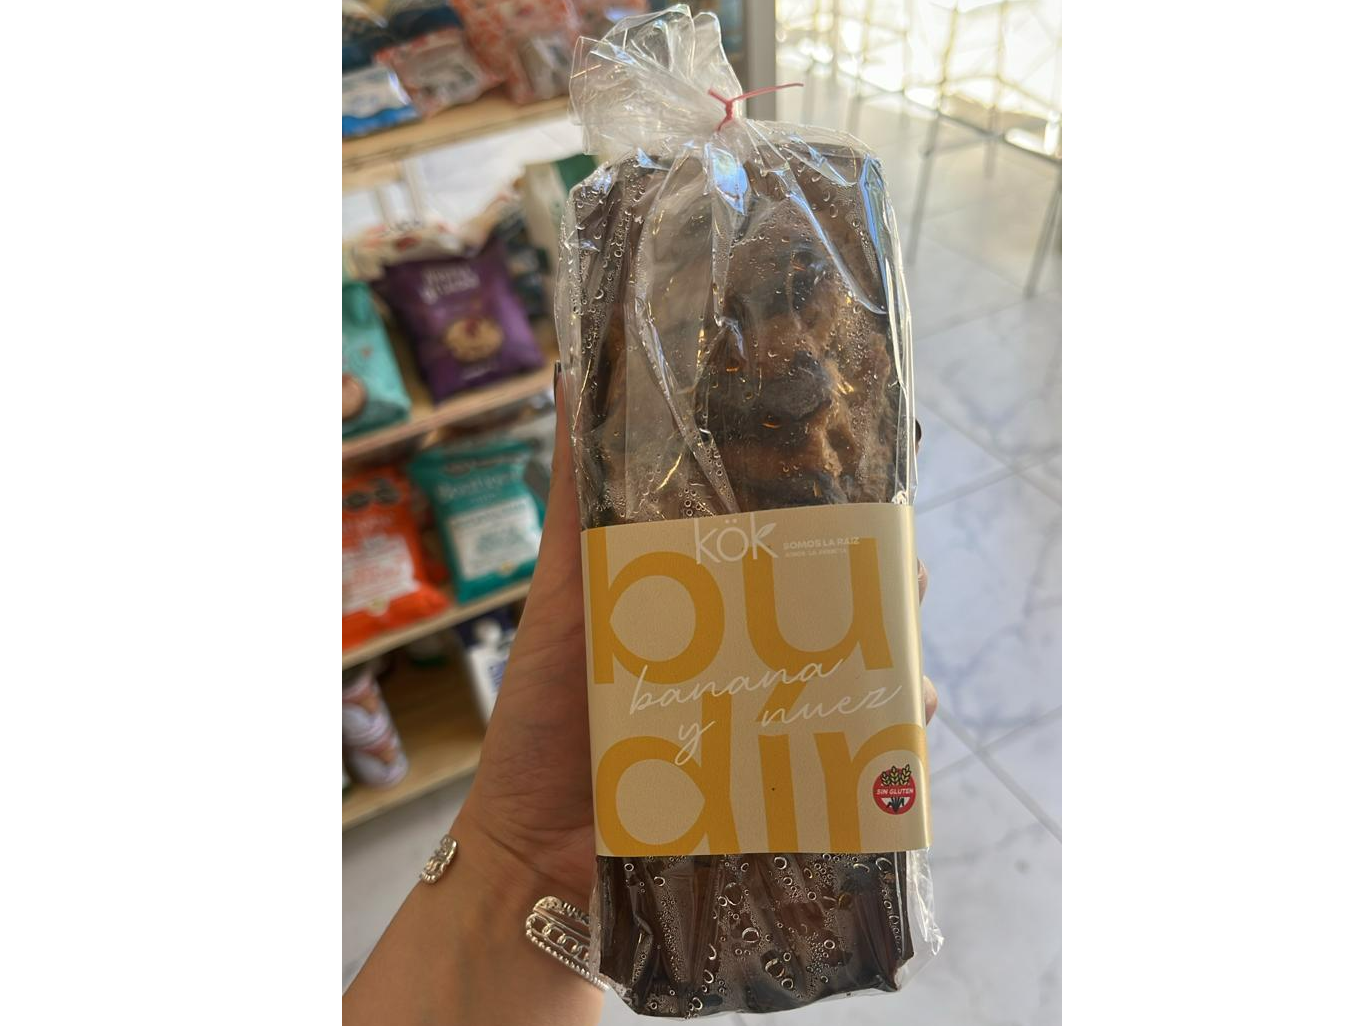 kök
SOMOS LA RAÍZ
bu
banana
y nuez
dín
SIN GLUTEN